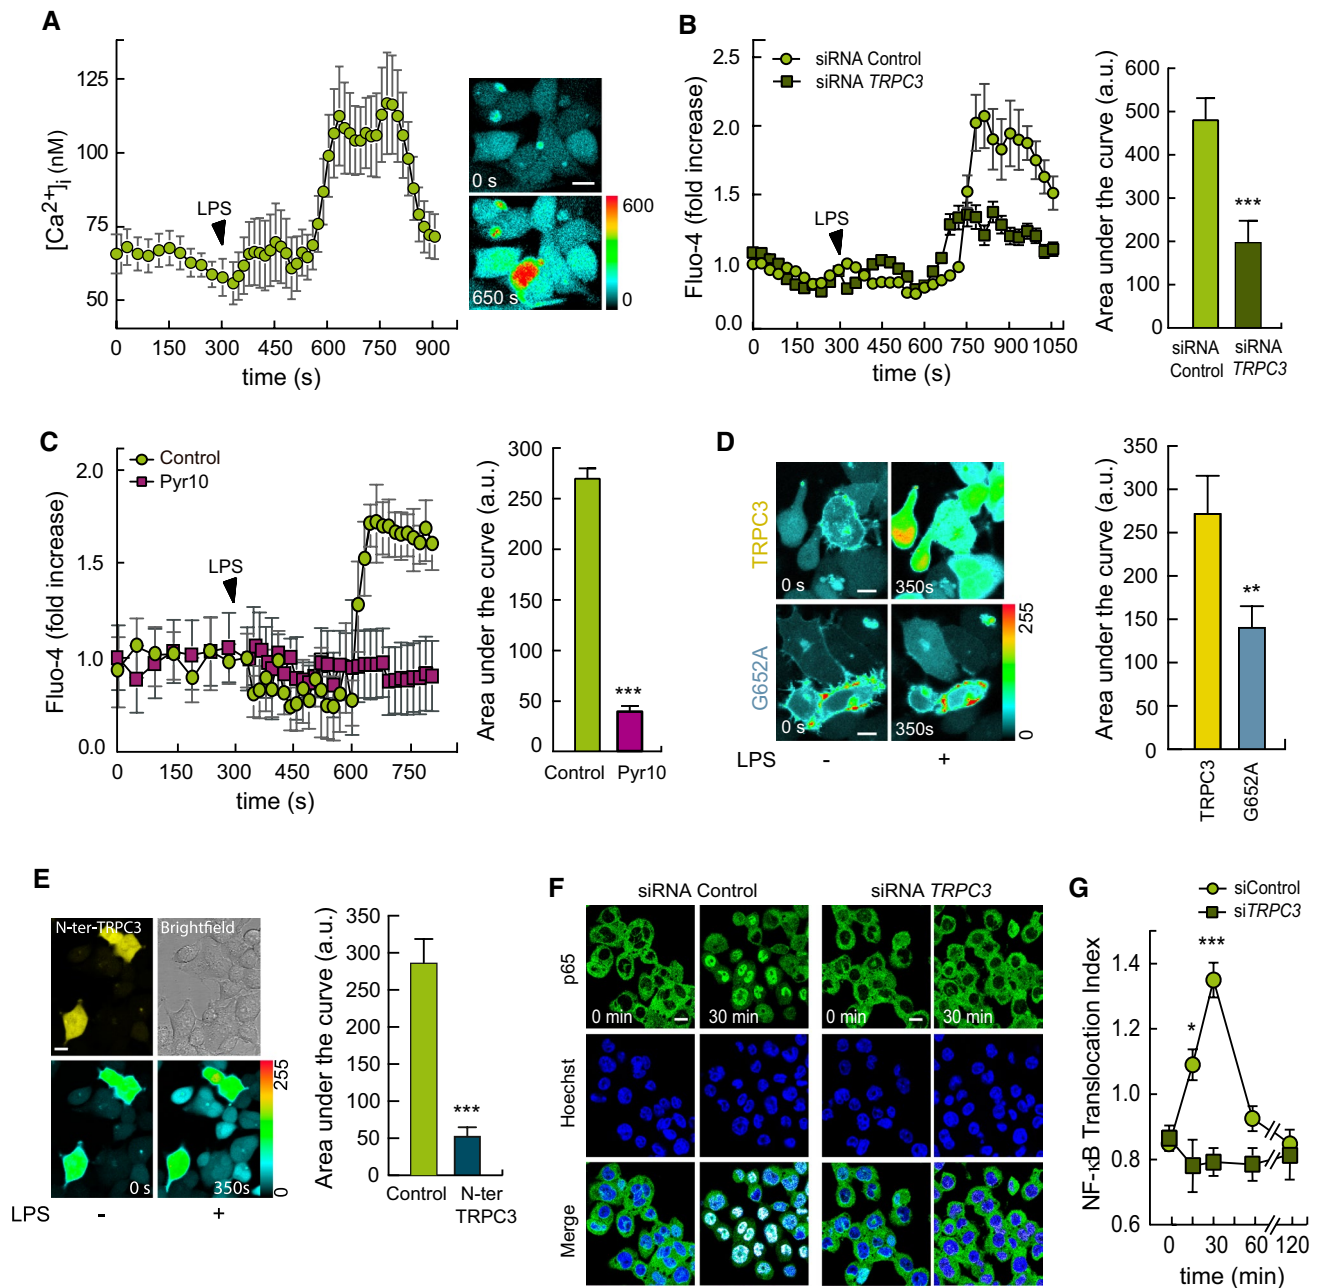 A
[Ca2+]i (nM)
125
100
75
50
LPS
0 150 300 450 600 750 900
time (s)
0 s
650 s
600
0
B
siRNA Control
siRNA TRPC3
Fluo-4 (fold increase)
2.5
2.0
1.5
1.0
0.0
LPS
0 150 300 450 600 750 900 1050
time (s)
Area under the curve (a.u.)
600
500
400
300
200
100
0
***
siRNA Control
siRNA TRPC3
C
Control
Pyr10
Fluo-4 (fold increase)
2.0
1.5
1.0
0.0
LPS
0 150 300 450 600 750
time (s)
Area under the curve (a.u.)
300
250
200
150
100
50
0
***
Control Pyr10
D
TRPC3
G652A
0 s
350s
0 s
350s
255
0
LPS - +
Area under the curve (a.u.)
350
300
250
200
150
100
50
0
**
TRPC3
G652A
E
N-ter-TRPC3
Brightfield
0 s
350s
255
0
LPS - +
Area under the curve (a.u.)
350
300
250
200
150
100
50
0
***
Control
N-ter TRPC3
F
siRNA Control
siRNA TRPC3
p65
Hoechst
Merge
0 min
30 min
0 min
30 min
G
siControl
siTRPC3
NF-κB Translocation Index
1.4
1.2
1.0
0.8
0.6
*
***
0 30 60 120
time (min)